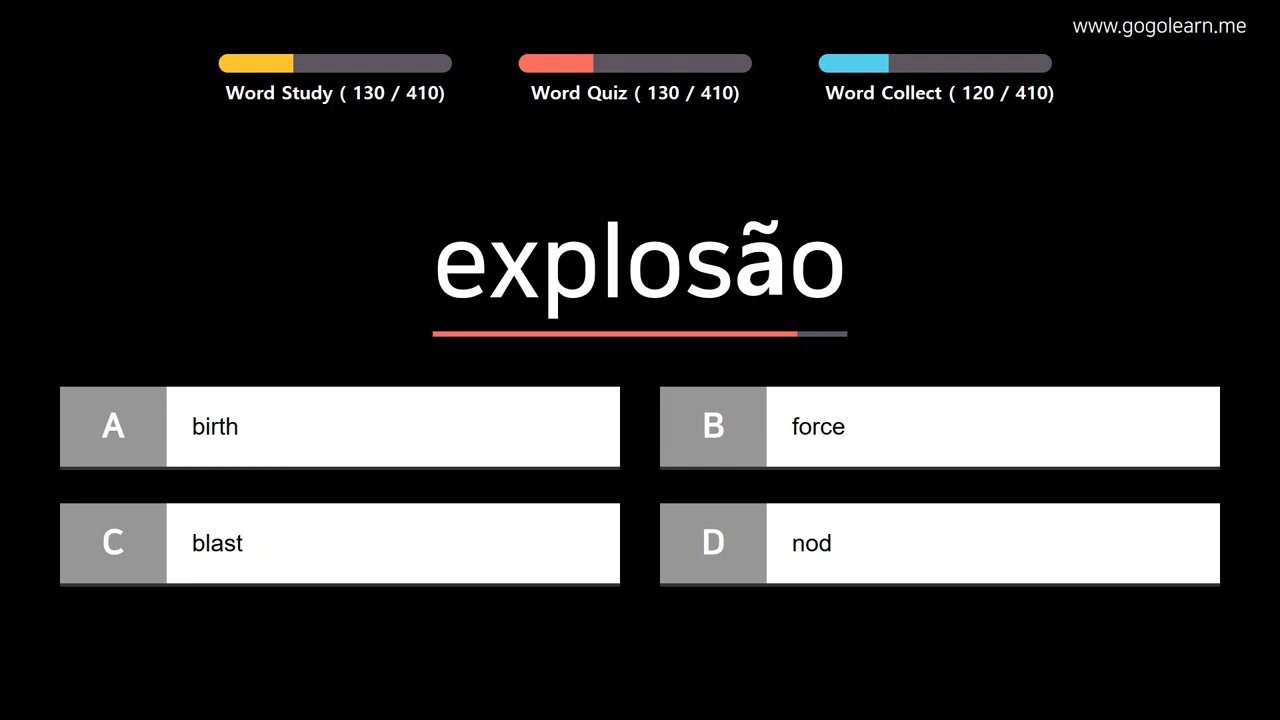 www.gogolearn.me
Word Study ( 130 / 410)
Word Quiz ( 130 / 410)
Word Collect ( 120 / 410)
explosão
A birth
B force
C blast
D nod